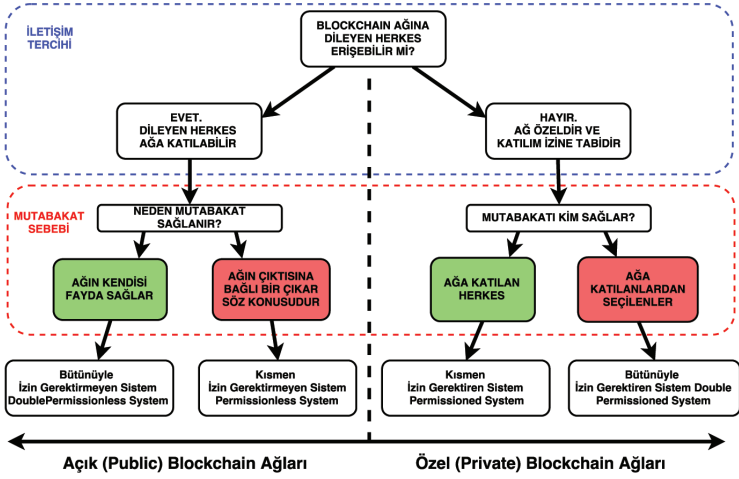 İLETİŞİM
TERCİHİ
BLOCKCHAIN AĞINA
DİLEYEN HERKES
ERİŞEBİLİR Mİ?
EVET.
DİLEYEN HERKES
AĞA KATILABİLİR
HAYIR.
AĞ ÖZELDİR VE
KATILIM İZİNE TABİDİR
MUTABAKAT
SEBEBİ
NEDEN MUTABAKAT
SAĞLANIR?
MUTABAKATI KİM SAĞLAR?
AĞIN KENDİSİ
FAYDA SAĞLAR
AĞIN ÇIKTISINA
BAĞLI BİR ÇIKAR
SÖZ KONUSUDUR
AĞA KATILAN
HERKES
AĞA
KATILANLARDAN
SEÇİLENLER
Bütünüyle
İzin Gerektirmeyen Sistem
DoublePermissionless System
Kısmen
İzin Gerektirmeyen Sistem
Permissionless System
Kısmen
İzin Gerektiren Sistem
Permissioned System
Bütünüyle
İzin Gerektiren Sistem Double
Permissioned System
Açık (Public) Blockchain Ağları
Özel (Private) Blockchain Ağları